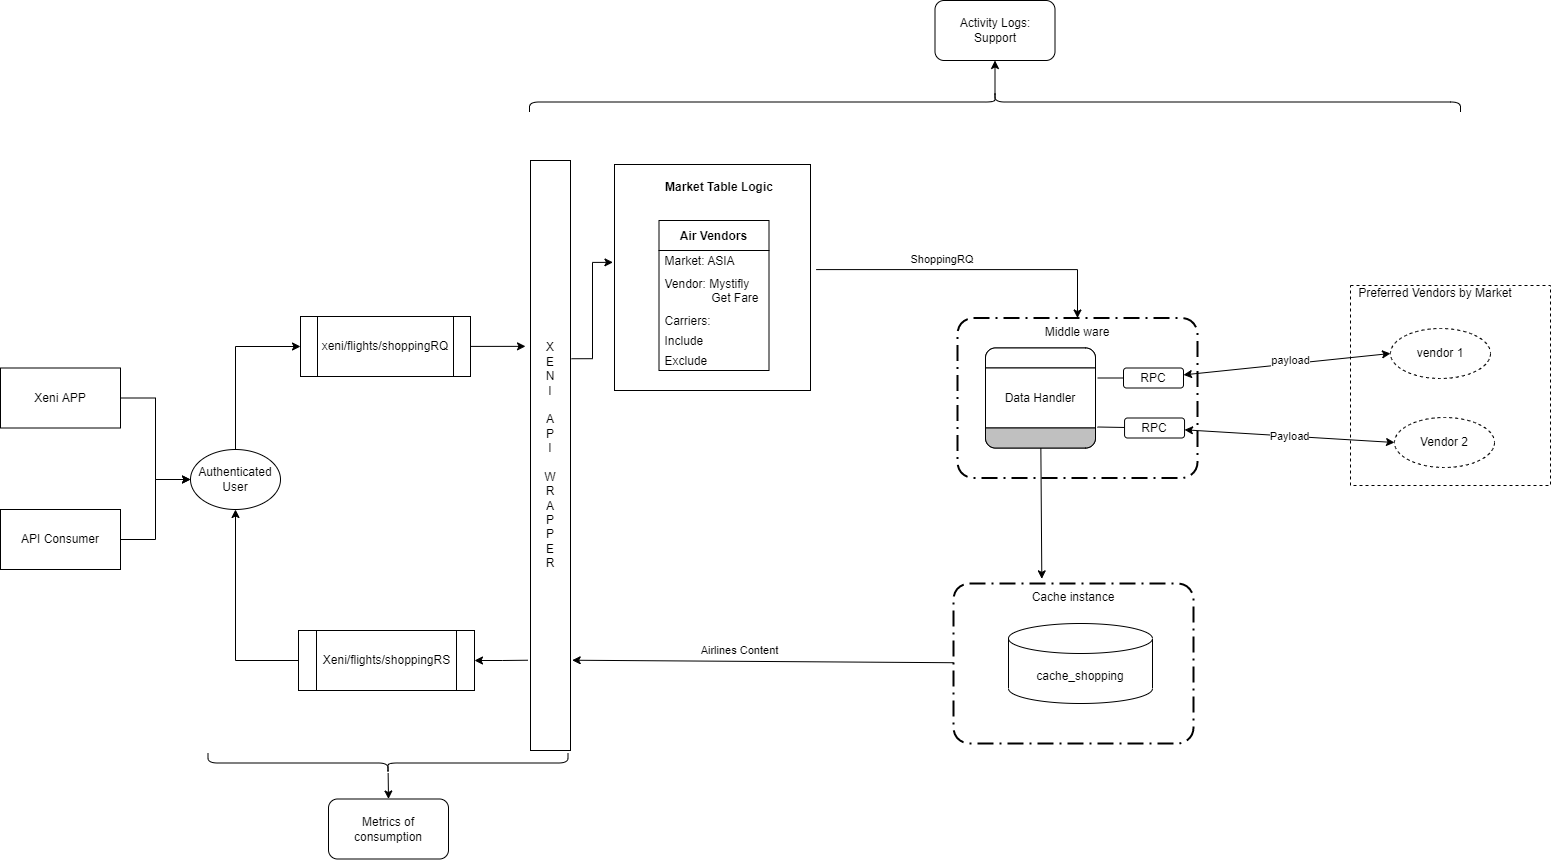 Activity Logs:
Support
Market Table Logic
Air Vendors
Market: ASIA
Vendor: Mystifly
Get Fare
Carriers:
Include
Exclude
ShoppingRQ
Preferred Vendors by Market
vendor 1
Vendor 2
payload
Payload
Middle ware
Data Handler
RPC
RPC
xeni/flights/shoppingRQ
X
E
N
I
A
P
I
W
R
A
P
P
E
R
Xeni APP
Authenticated
User
API Consumer
Cache instance
cache_shopping
Airlines Content
Xeni/flights/shoppingRS
Metrics of
consumption